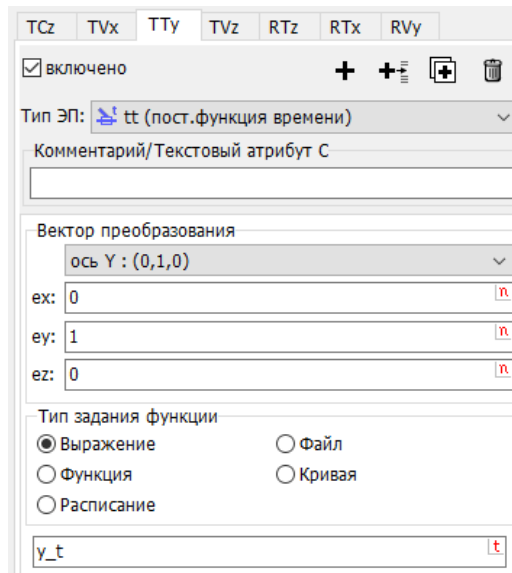 TCz TVx TTy TVz RTz RTx RVy
включено
Тип ЭП: tt (пост.функция времени)
Комментарий/Текстовый атрибут C
Вектор преобразования
ось Y : (0,1,0)
ex: 0 n
ey: 1 n
ez: 0 n
Тип задания функции
Выражение Файл
Функция Кривая
Расписание
y_t t